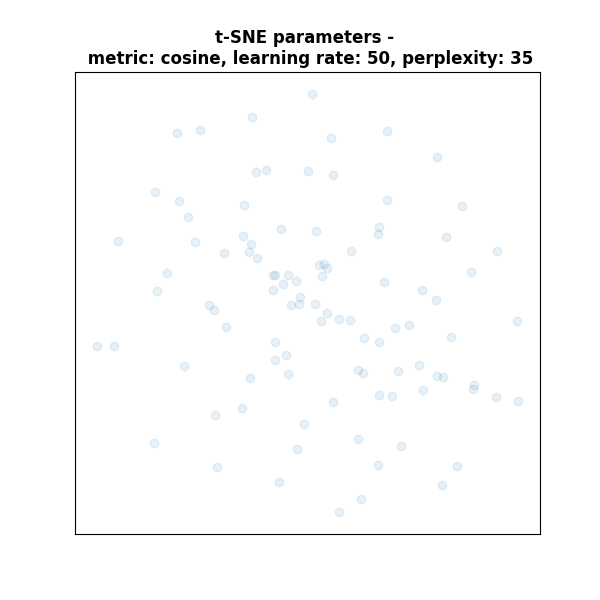 t-SNE parameters -
metric: cosine, learning rate: 50, perplexity: 35